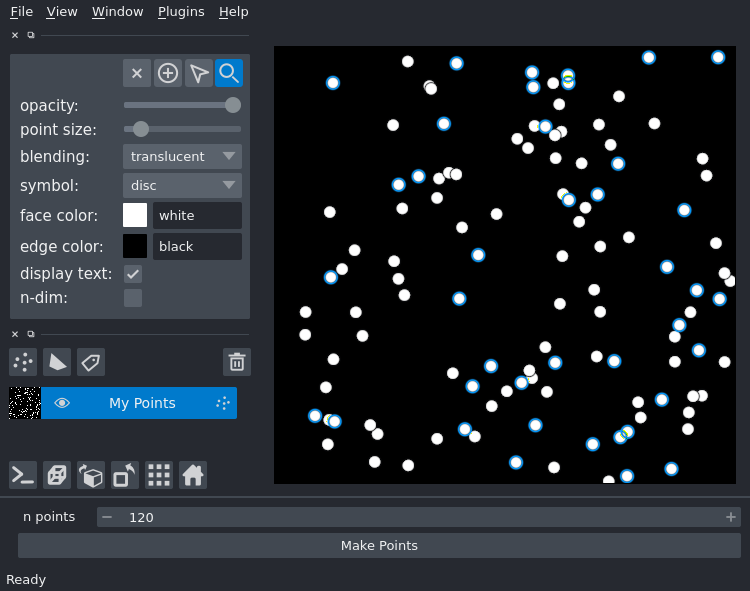 File View Window Plugins Help
opacity:
point size:
blending: translucent
symbol: disc
face color: white
edge color: black
display text:
n-dim:
My Points
n points 120
Make Points
Ready